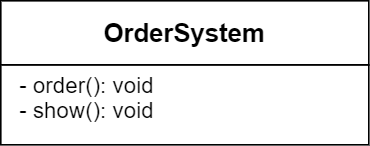 OrderSystem
- order(): void
- show(): void